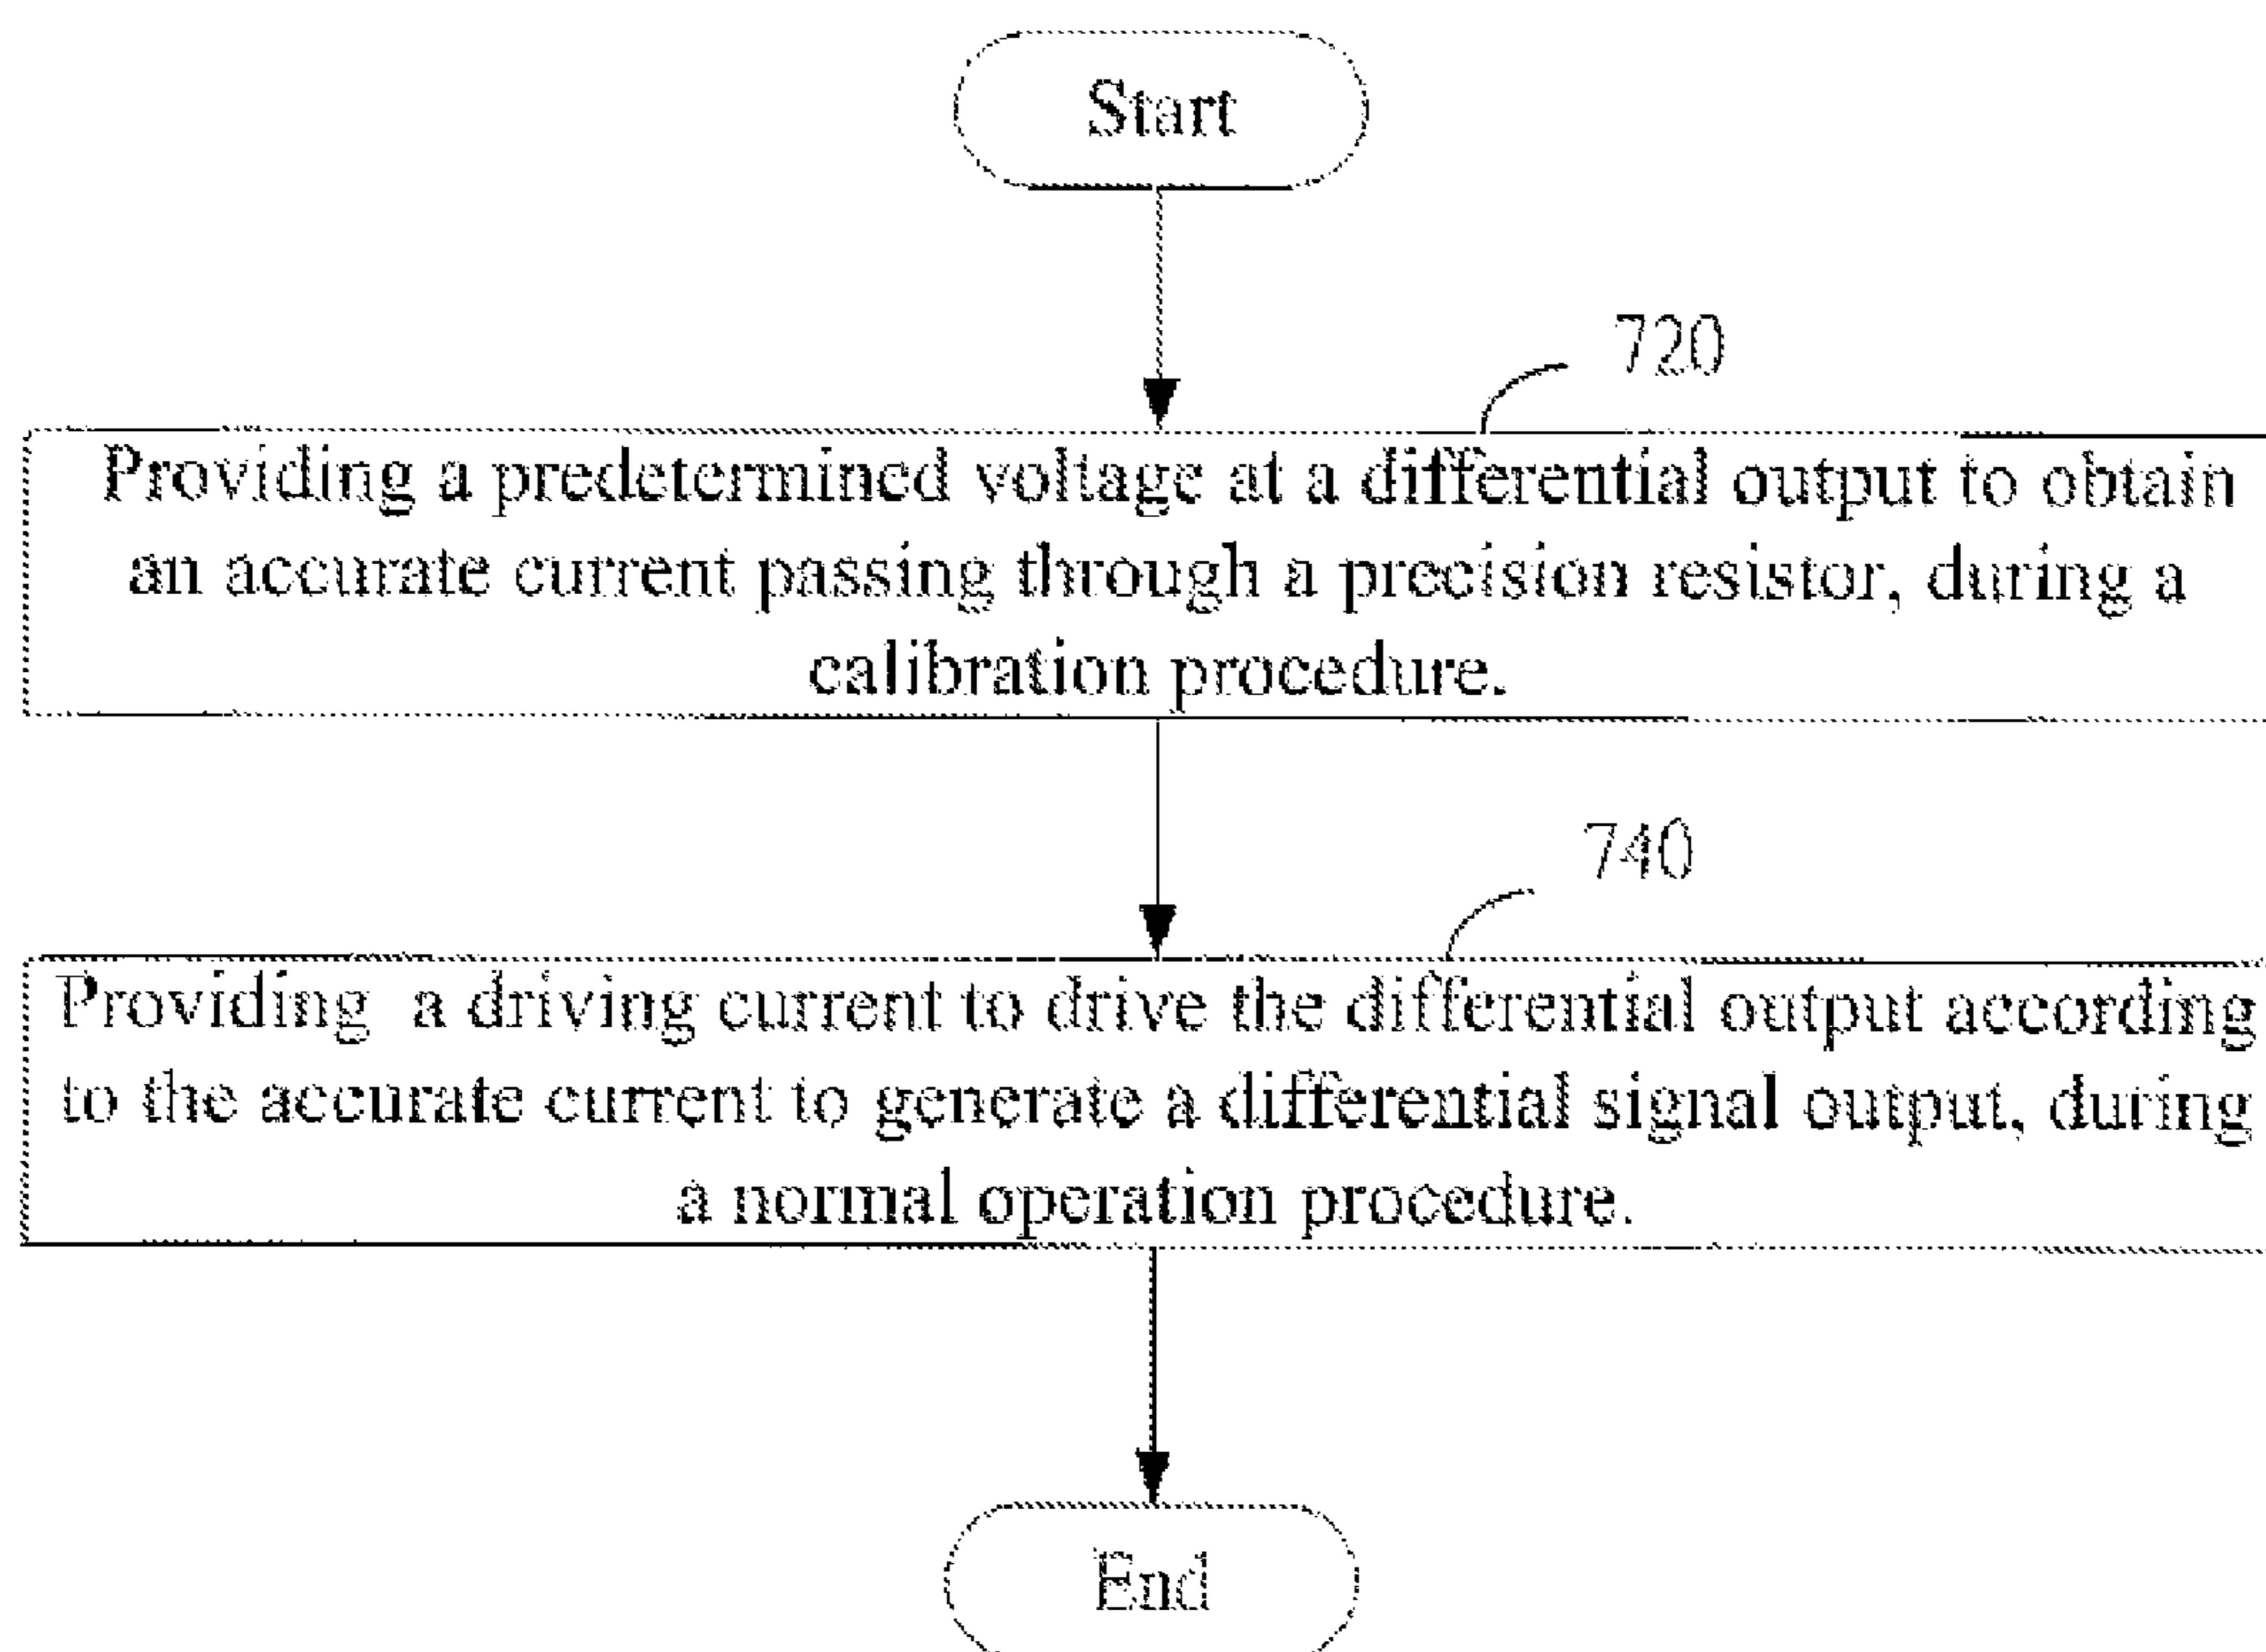 Start
720
Providing a predetermined voltage at a differential output to obtain
an accurate current passing through a precision resistor, during a
calibration procedure.
740
Providing a driving current to drive the differential output according
to the accurate current to generate a differential signal output, during
a normal operation procedure.
End